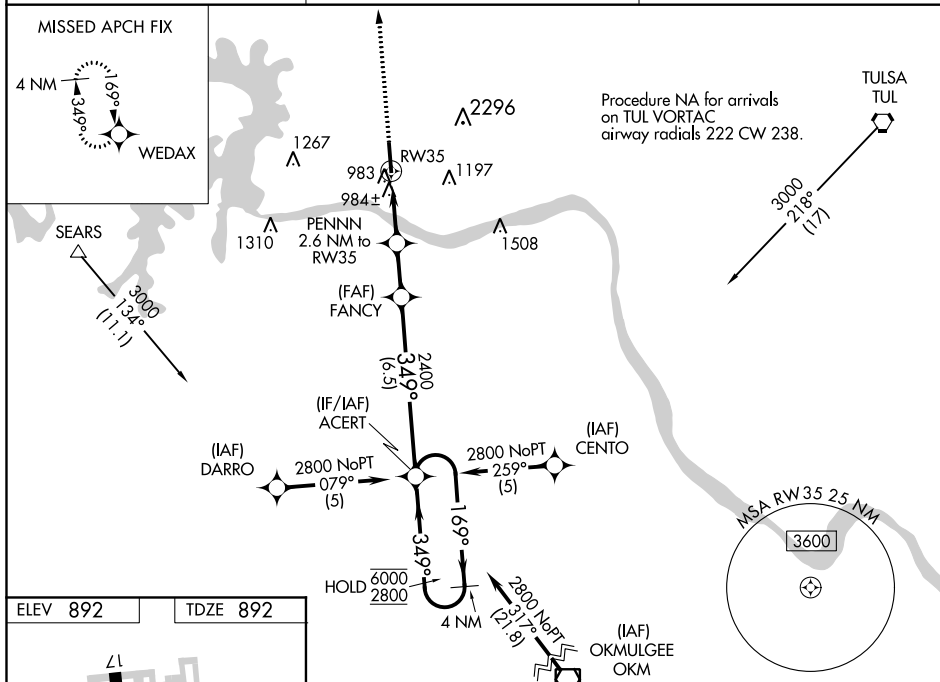 MISSED APCH FIX
4 NM
169°
349°
WEDAX
2296
1267
RW35
983
984±
1197
Procedure NA for arrivals
on TUL VORTAC
airway radials 222 CW 238.
TULSA
TUL
3000
218°
(17)
SEARS
3000
134°
(11.1)
1310
PENNN
2.6 NM to
RW35
1508
(FAF)
FANCY
2400
349°
(6.5)
(IF/IAF)
ACERT
(IAF)
DARRO
2800 NoPT
079°
(5)
2800 NoPT
259°
(5)
(IAF)
CENTO
349°
169°
HOLD
6000
2800
4 NM
2800 NoPT
317°
(21.8)
(IAF)
OKMULGEE
OKM
MSA RW35 25 NM
3600
ELEV 892
TDZE 892
17